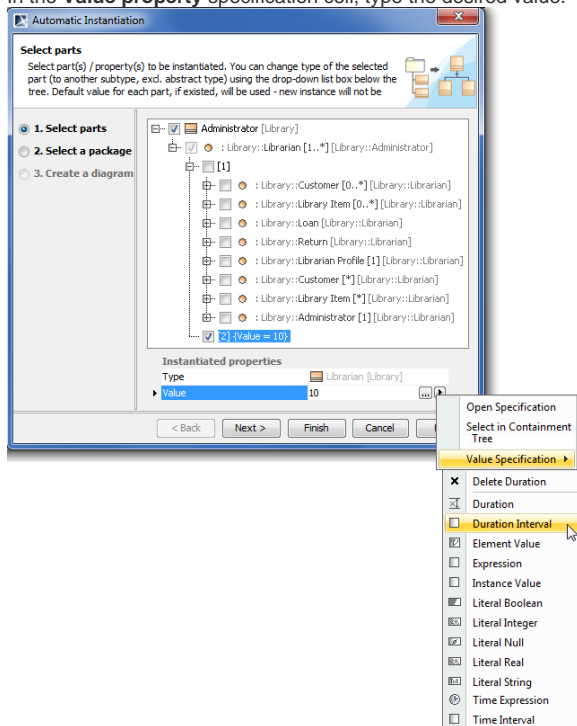 In the Value property specification cell, type the desired value.
Automatic Instantiation
Select parts
Select part(s) / property(s) to be instantiated. You can change type of the selected
part (to another subtype, excl. abstract type) using the drop-down list box below the
tree. Default value for each part, if existed, will be used - new instance will not be
1. Select parts
2. Select a package
3. Create a diagram
Administrator [Library]
: Library::Librarian [1..*] [Library::Administrator]
[1]
: Library::Customer [0..*] [Library::Librarian]
: Library::Library Item [0..*] [Library::Librarian]
: Library::Loan [Library::Librarian]
: Library::Return [Library::Librarian]
: Library::Librarian Profile [1] [Library::Librarian]
: Library::Customer [*] [Library::Librarian]
: Library::Library Item [*] [Library::Librarian]
: Library::Administrator [1] [Library::Librarian]
[2] {Value = 10}
Instantiated properties
Type Librarian [Library]
Value 10 ...
< Back Next > Finish Cancel
Open Specification
Select in Containment
Tree
Value Specification
Delete Duration
Duration
Duration Interval
Element Value
Expression
Instance Value
Literal Boolean
Literal Integer
Literal Null
Literal Real
Literal String
Time Expression
Time Interval